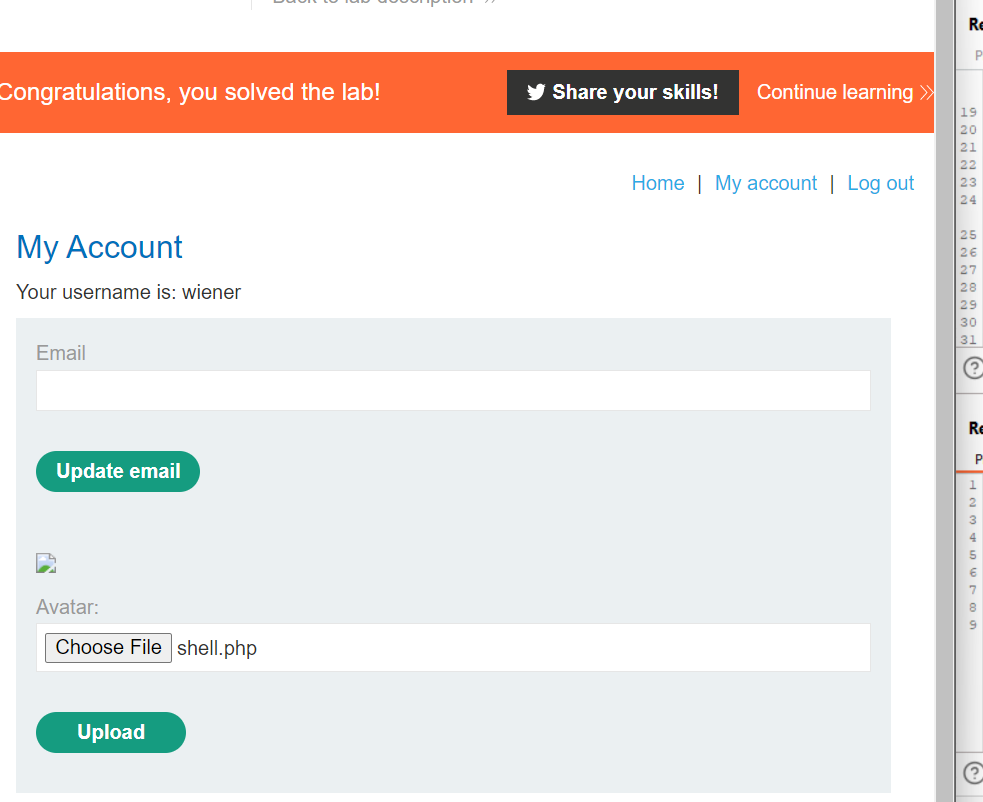 Back to lab description
Congratulations, you solved the lab!
Share your skills!
Continue learning
Home | My account | Log out
My Account
Your username is: wiener
Email
Update email
Avatar:
Choose File shell.php
Upload
Re
P
19
20
21
22
23
24
25
26
27
28
29
30
31
Re
P
1
2
3
4
5
6
7
8
9